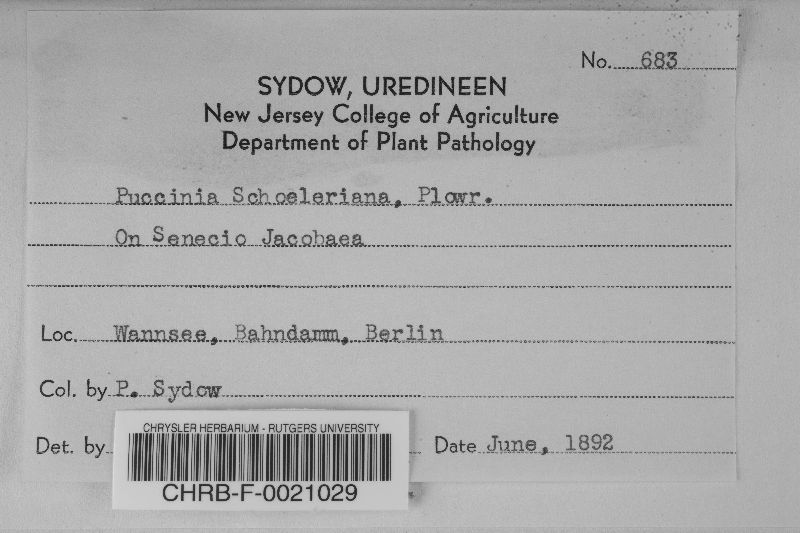 No. 683
SYDOW, UREDINEEN
New Jersey College of Agriculture
Department of Plant Pathology
Puccinia Schoeleriana, Plowr.
On Senecio Jacobaea
Loc. Wannsee, Bahndamm, Berlin
Col. by P. Sydow
Det. by
Date June, 1892
CHRYSLER HERBARIUM - RUTGERS UNIVERSITY
CHRB-F-0021029